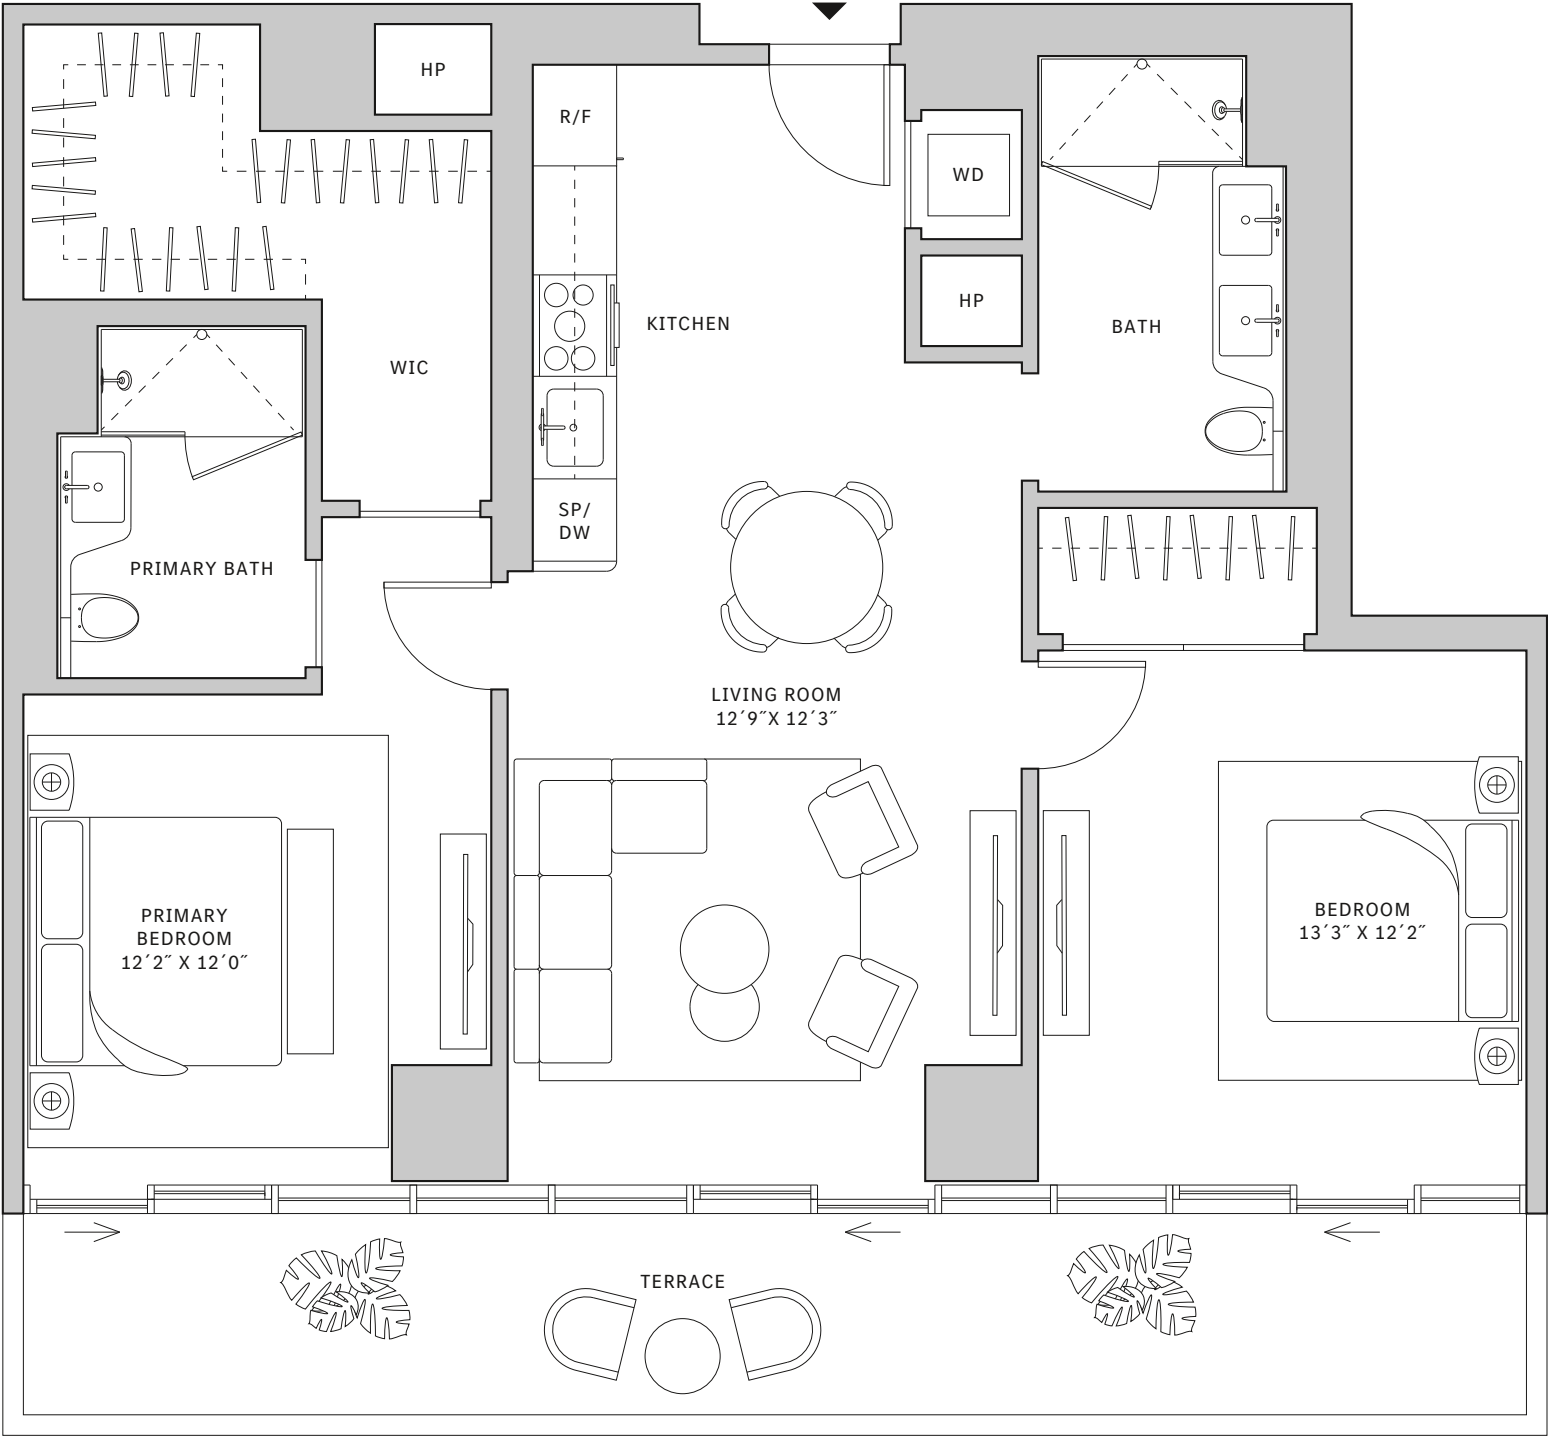 HP
R/F
WD
HP
KITCHEN
BATH
WIC
SP/
DW
PRIMARY BATH
LIVING ROOM
12´9˝X 12´3˝
PRIMARY
BEDROOM
12´2˝ X 12´0˝
BEDROOM
13´3˝ X 12´2˝
TERRACE